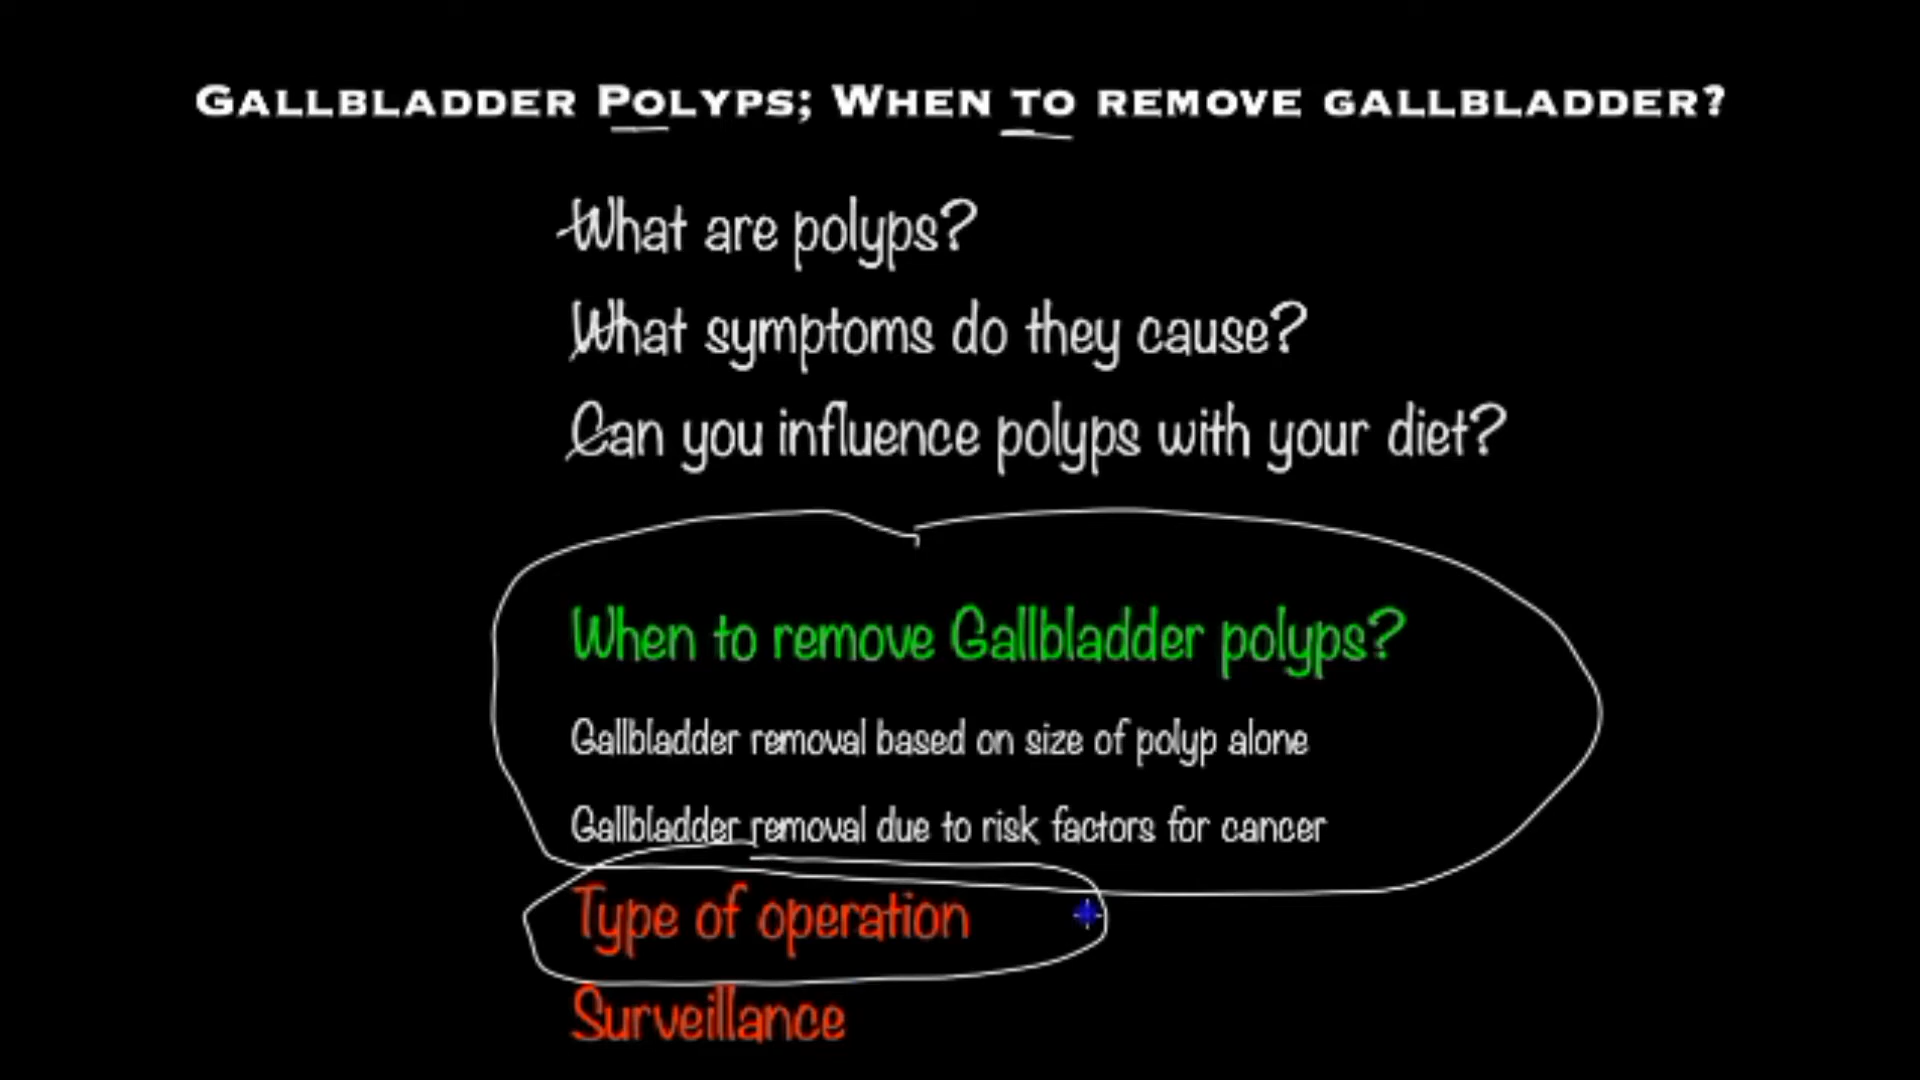 GALLBLADDER POLYPS; WHEN TO REMOVE GALLBLADDER?
What are polyps?
What symptoms do they cause?
Can you influence polyps with your diet?
When to remove Gallbladder polyps?
Gallbladder removal based on size of polyp alone
Gallbladder removal due to risk factors for cancer
Type of operation
Surveillance